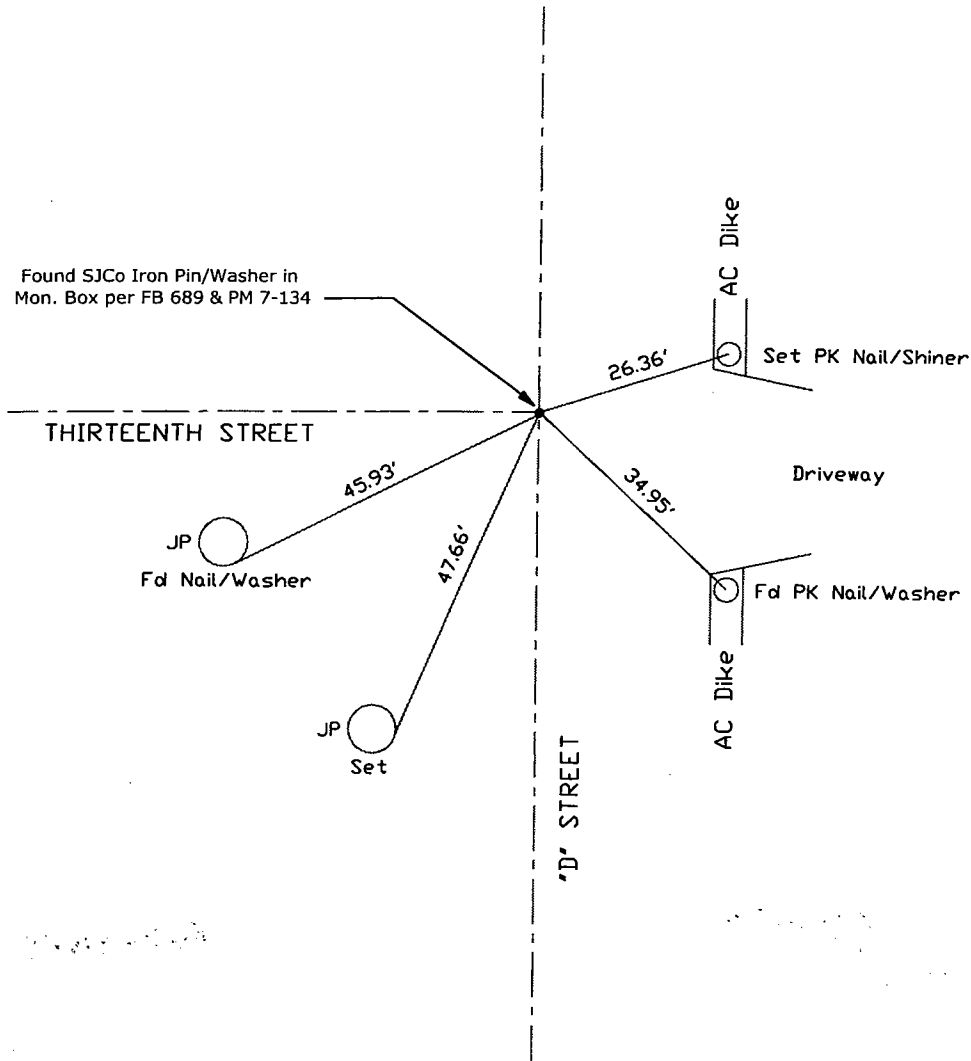 AC Dike
Found SJCo Iron Pin/Washer in
Mon. Box per FB 689 & PM 7-134
26.36'
Set PK Nail/Shiner
THIRTEENTH STREET
45.93'
34.95'
Driveway
JP
Fd Nail/Washer
47.66'
Fd PK Nail/Washer
AC Dike
JP
Set
"D" STREET